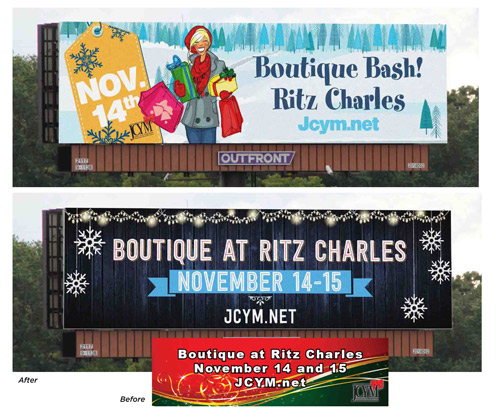 NOV.
14th
JCYM
Boutique Bash!
Ritz Charles
Jcym.net
OUTFRONT
BOUTIQUE AT RITZ CHARLES
NOVEMBER 14-15
JCYM.NET
After
Before
Boutique at Ritz Charles
November 14 and 15
JCYM.net
JCYM